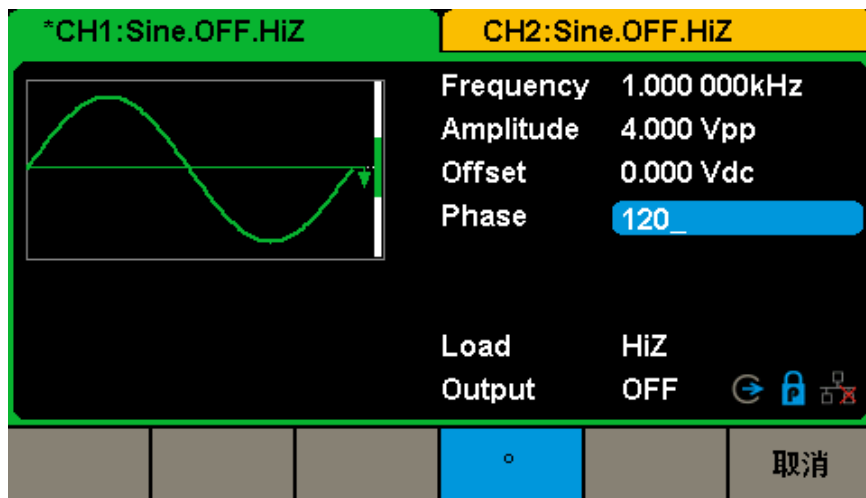 *CH1:Sine.OFF.HiZ
CH2:Sine.OFF.HiZ
Frequency 1.000 000kHz
Amplitude 4.000 Vpp
Offset 0.000 Vdc
Phase 120_
Load HiZ
Output OFF
P
°
取消